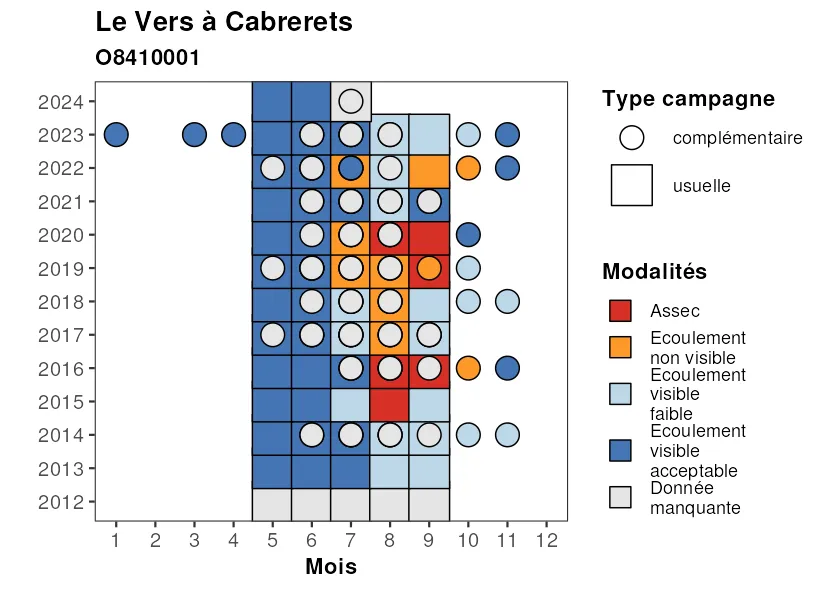 Le Vers à Cabrerets
O8410001
2024
2023
2022
2021
2020
2019
2018
2017
2016
2015
2014
2013
2012
1 2 3 4 5 6 7 8 9 10 11 12
Mois
Type campagne
complémentaire
usuelle
Modalités
Assec
Ecoulement
non visible
Ecoulement
visible
faible
Ecoulement
visible
acceptable
Donnée
manquante